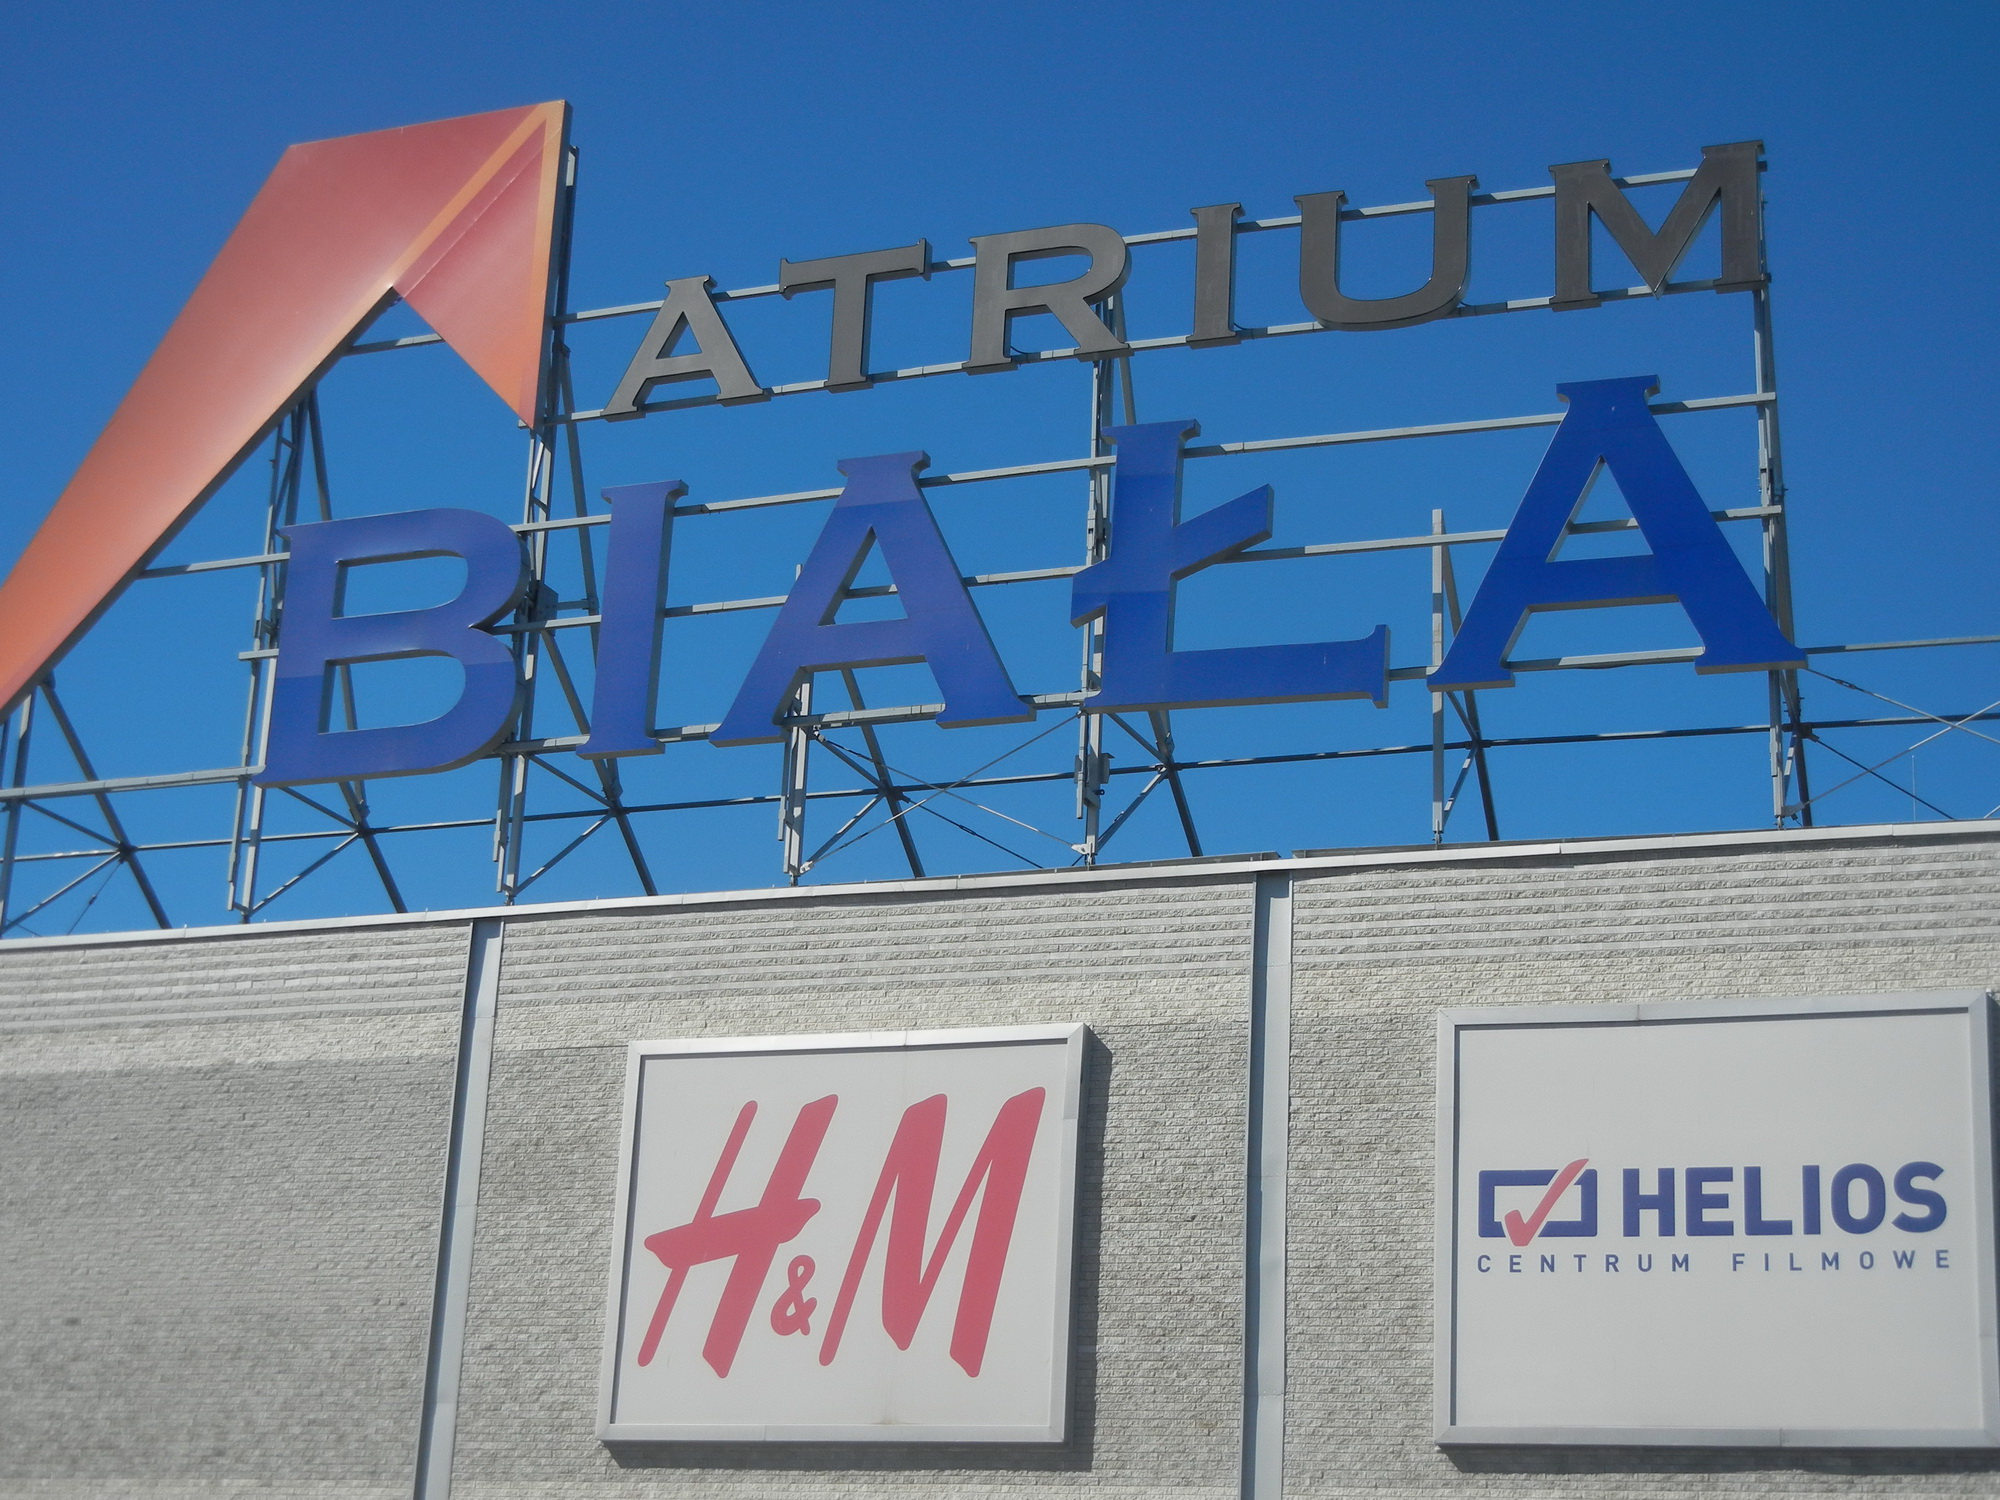 ATRIUM
BIAŁA
H&M
HELIOS
CENTRUM FILMOWE